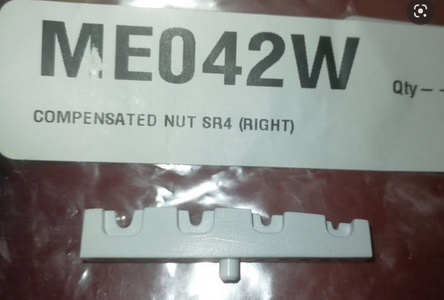 ME042W
Qty – -
COMPENSATED NUT SR4 (RIGHT)